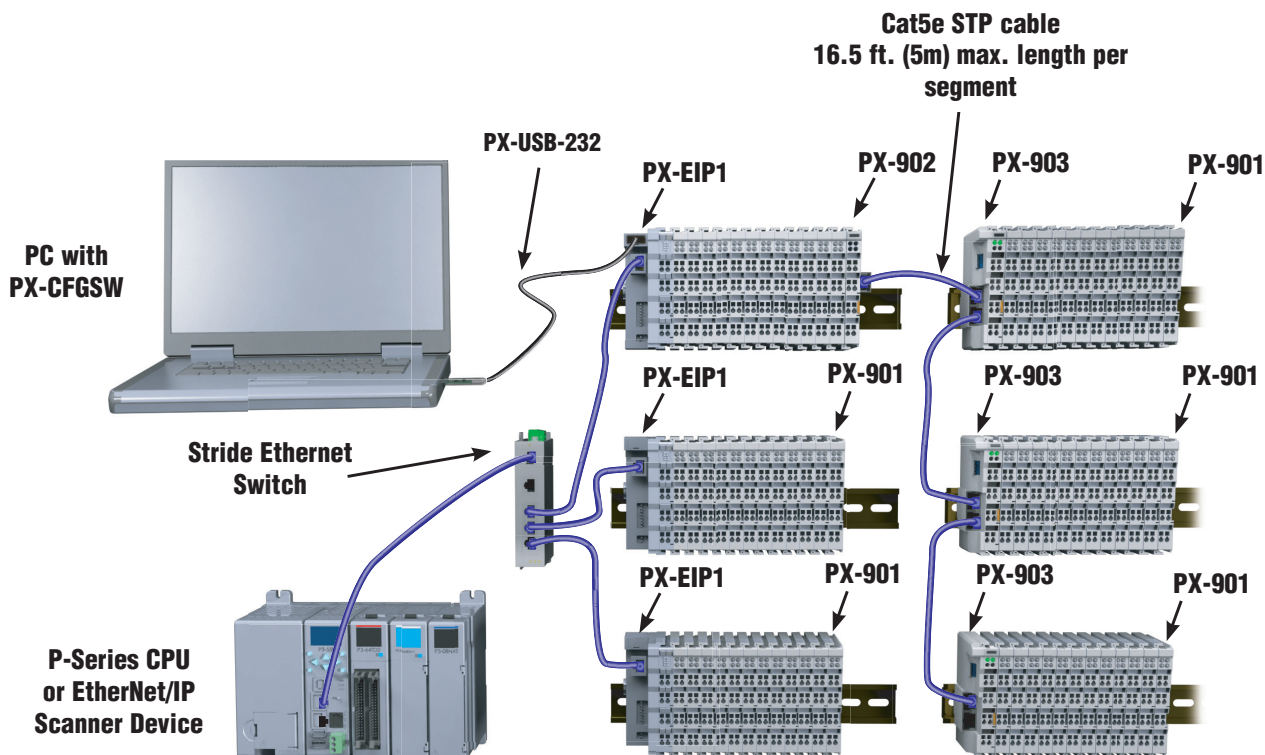 Cat5e STP cable
16.5 ft. (5m) max. length per
segment
PX-USB-232
PX-EIP1
PX-902
PX-903
PX-901
PC with
PX-CFGSW
PX-EIP1
PX-901
PX-903
PX-901
Stride Ethernet
Switch
PX-EIP1
PX-901
PX-903
PX-901
P-Series CPU
or EtherNet/IP
Scanner Device